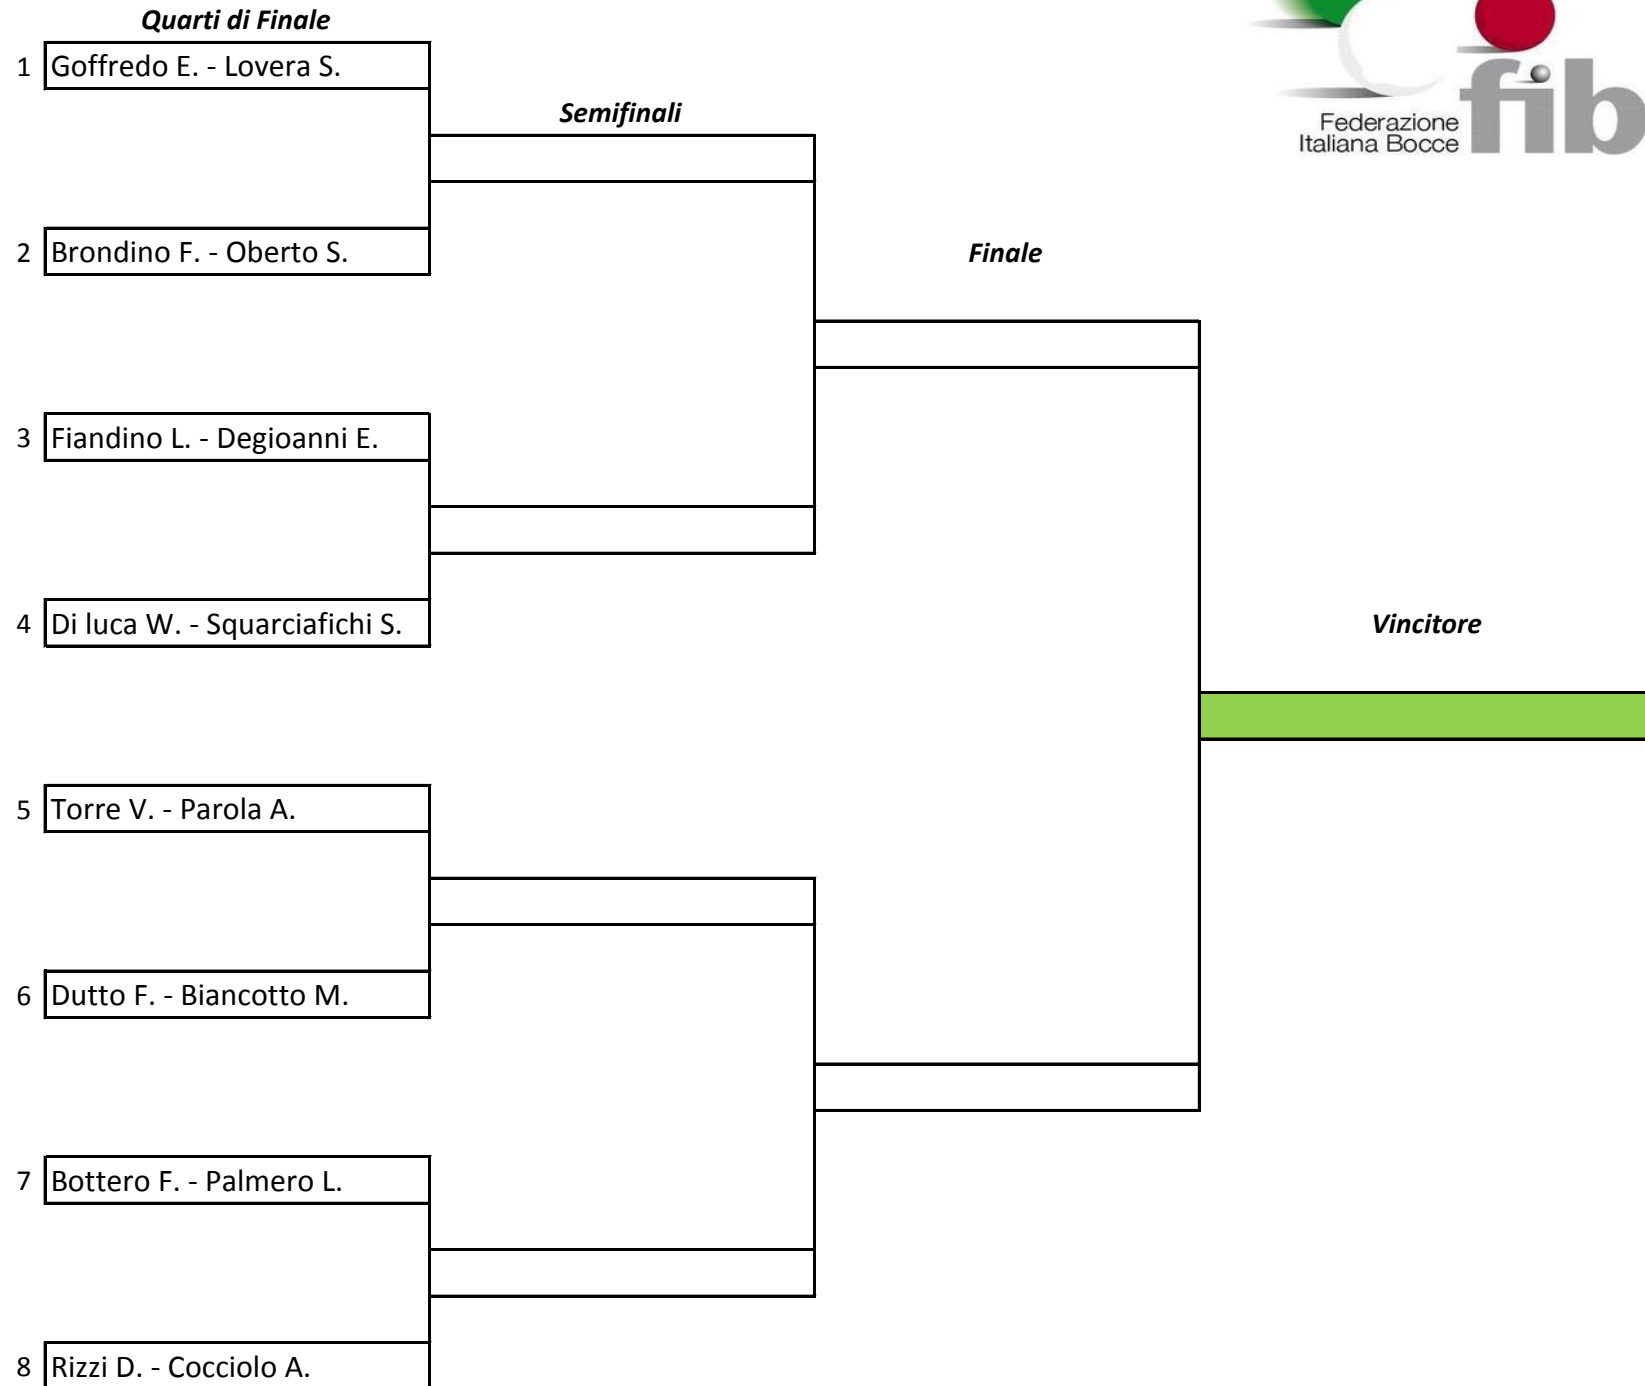 Quarti di Finale
1 Goffredo E. - Lovera S.
Semifinali
Federazione
Italiana Bocce
fib
2 Brondino F. - Oberto S.
Finale
3 Fiandino L. - Degioanni E.
4 Di luca W. - Squarciafichi S.
Vincitore
5 Torre V. - Parola A.
6 Dutto F. - Biancotto M.
7 Bottero F. - Palmero L.
8 Rizzi D. - Cocciolo A.